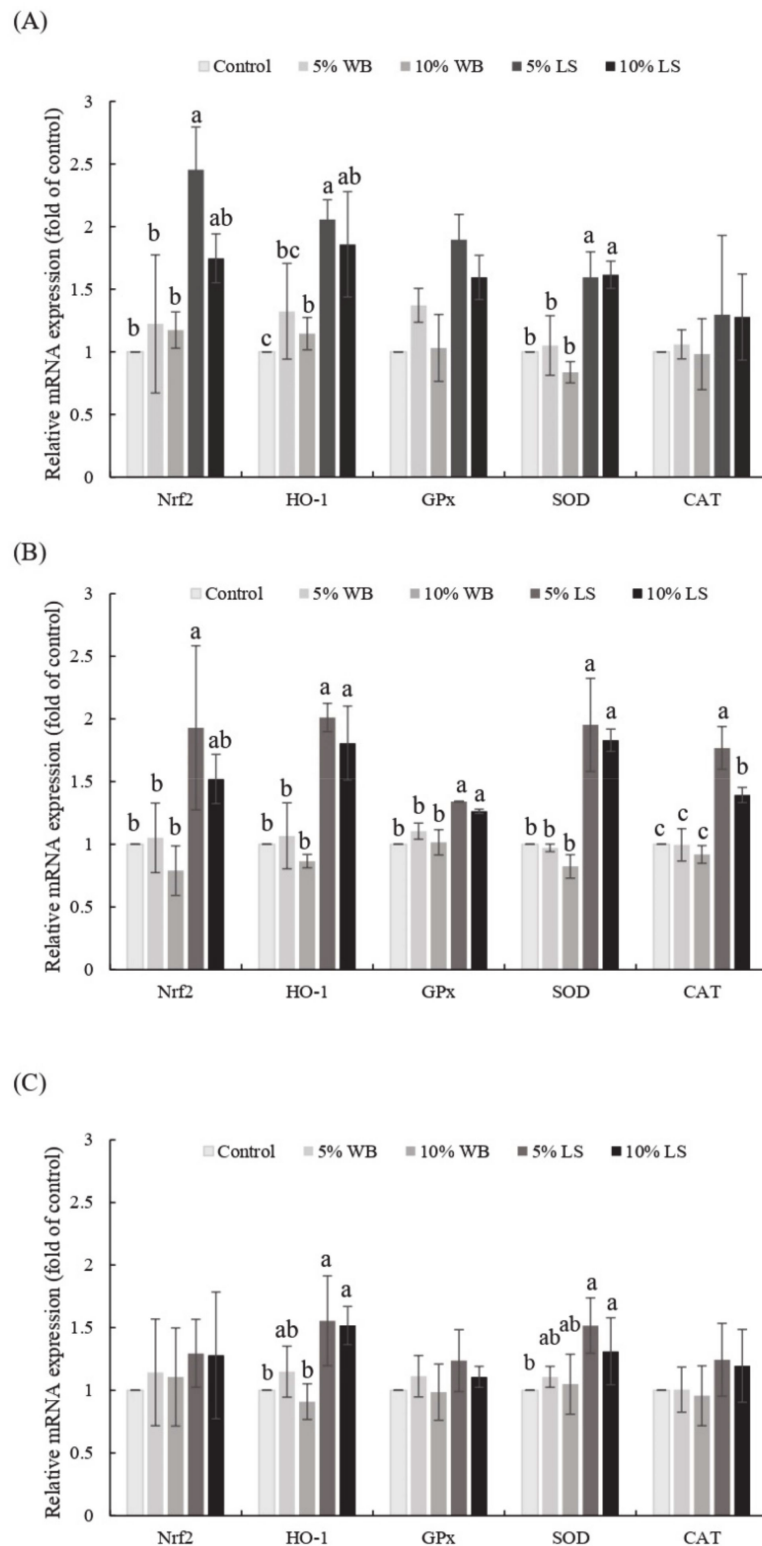 (A)
Control 5% WB 10% WB 5% LS 10% LS
Relative mRNA expression (fold of control)
3
2.5
2
1.5
1
0.5
0
b b b a ab
c bc b a ab
b b b a a
Nrf2 HO-1 GPx SOD CAT
(B)
Control 5% WB 10% WB 5% LS 10% LS
Relative mRNA expression (fold of control)
3
2.5
2
1.5
1
0.5
0
b b b a ab
b b b a a
b b b a a
b b b a a
c c c a b
Nrf2 HO-1 GPx SOD CAT
(C)
Control 5% WB 10% WB 5% LS 10% LS
Relative mRNA expression (fold of control)
3
2.5
2
1.5
1
0.5
0
b ab b a a
b ab ab a a
Nrf2 HO-1 GPx SOD CAT